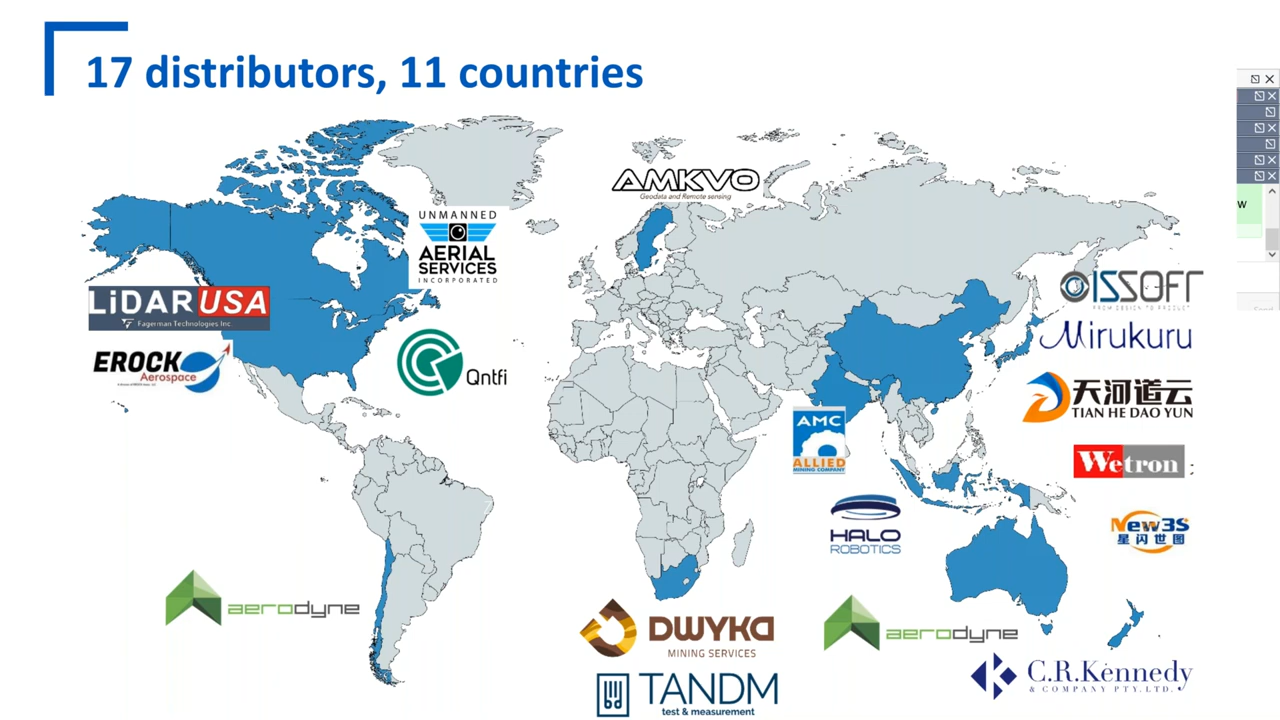 17 distributors, 11 countries
AMKVO
Geodata and Remote sensing
UNMANNED
AERIAL
SERVICES
INCORPORATED
w
LiDARUSA
Fagerman Technologies Inc
EROCK
Aerospace
Qntfi
ISSOFT
FROM DESIGN TO PRODUCT
Mirukuru
天河道云
TIAN HE DAO YUN
AMC
ALLIED
MINING COMPANY
Wetron
HALO
ROBOTICS
New3S
星闪世图
aerodyne
DWYKA
MINING SERVICES
aerodyne
TANDM
test & measurement
C.R.Kennedy
& COMPANY PTY. LTD.